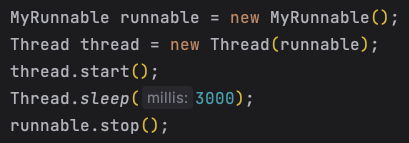 MyRunnable runnable = new MyRunnable();
Thread thread = new Thread(runnable);
thread.start();
Thread.sleep( millis: 3000);
runnable.stop();